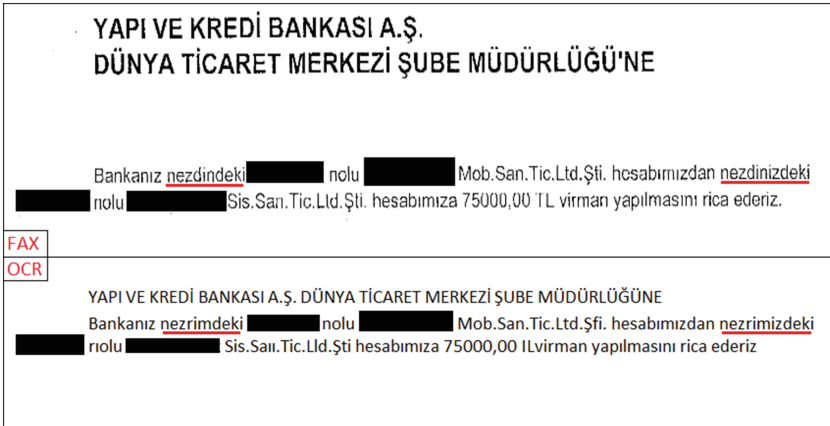 YAPI VE KREDİ BANKASI A.Ş.
DÜNYA TİCARET MERKEZİ ŞUBE MÜDÜRLÜĞÜ'NE
Bankanız nezdindeki nolu Mob.San.Tic.Ltd.Şti. hesabımızdan nezdinizdeki
nolu Sis.San.Tic.Ltd.Şti. hesabımıza 75000,00 TL virman yapılmasını rica ederiz.
FAX
OCR
YAPI VE KREDİ BANKASI A.Ş. DÜNYA TİCARET MERKEZİ ŞUBE MÜDÜRLÜĞÜNE
Bankanız nezrimdeki nolu Mob.San.Tic.Ltd.Şfi. hesabımızdan nezrimizdeki
rıolu Sis.Saıı.Tic.Lld.Şti hesabımıza 75000,00 ILvirman yapılmasını rica ederiz